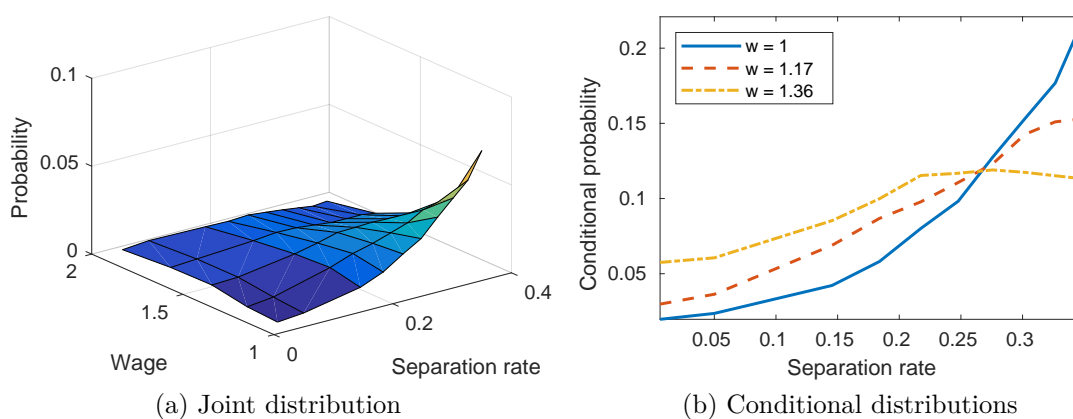 0.1
0.05
0
Probability
2
1.5
1
Wage
0
0.2
0.4
Separation rate
(a) Joint distribution
w = 1
w = 1.17
w = 1.36
0.2
0.15
0.1
0.05
Conditional probability
0.05 0.1 0.15 0.2 0.25 0.3
Separation rate
(b) Conditional distributions